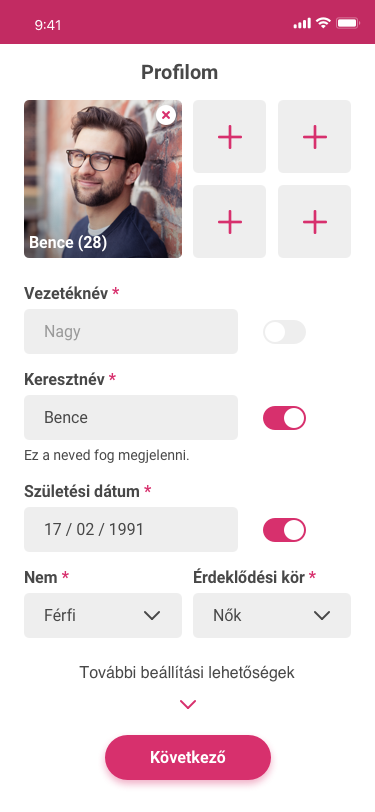 9:41
Profilom
Bence (28)
Vezetéknév *
Nagy
Keresztnév *
Bence
Ez a neved fog megjelenni.
Születési dátum *
17 / 02 / 1991
Nem *
Érdeklődési kör *
Férfi
Nők
További beállítási lehetőségek
Következő